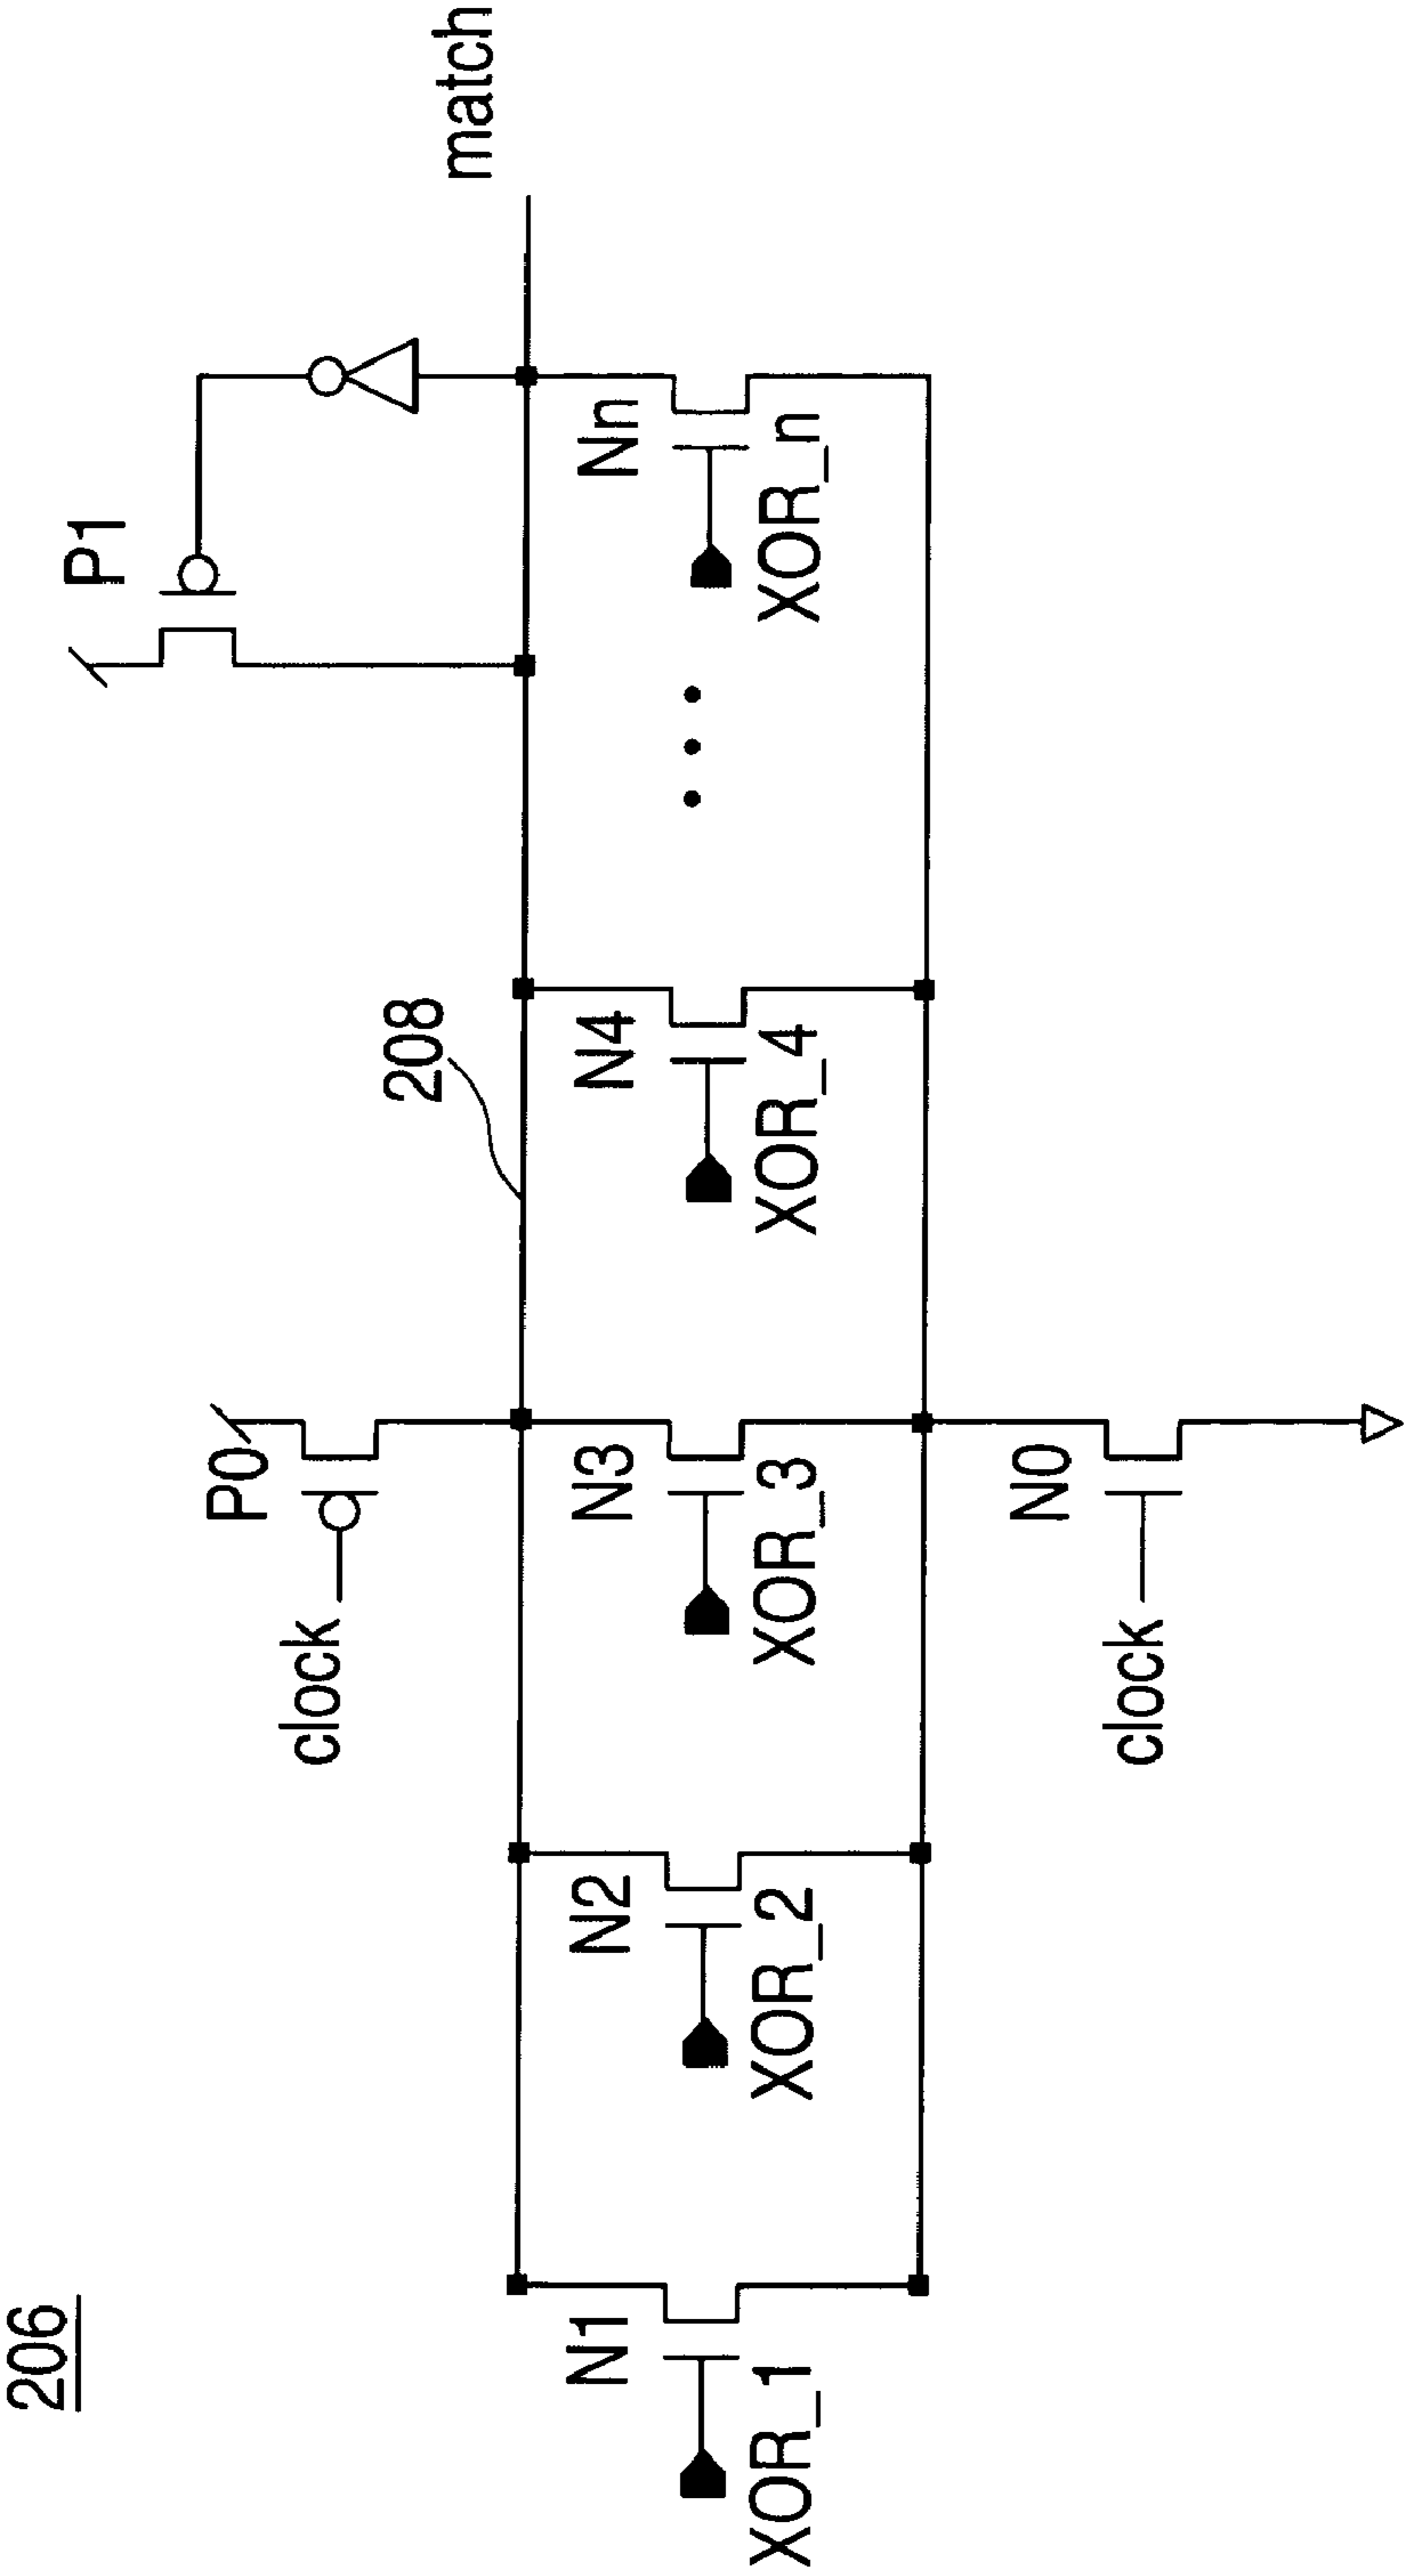 206
P1
match
P0
clock
208
N1
XOR_1
N2
XOR_2
N3
XOR_3
N4
XOR_4
Nn
XOR_n
N0
clock